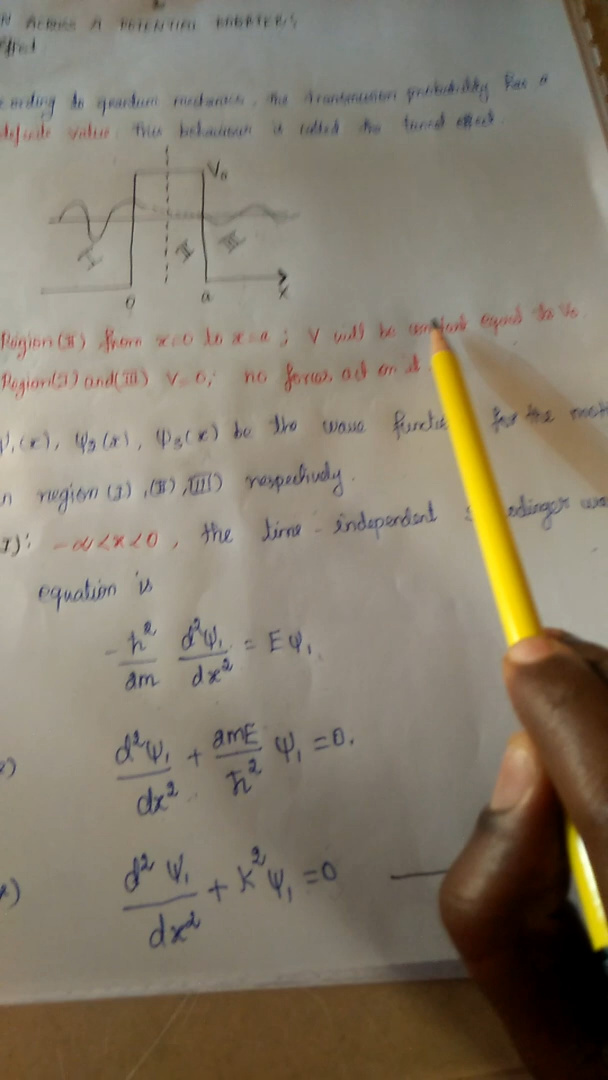 N ACROSS A POTENTIAL BARRIERS
effect
cording to quantum mechanics, the transmission probability has a
definite value. This behaviour is called the tunnel effect.
V₀
I II III
0 a x
Region (II) from x=0 to x=a ; V will be constant equal to V₀
Region (I) and (III) V=0; no forces act on it
Ψ₁(x), Ψ₂(x), Ψ₃(x) be the wave functi for the moti
n region (I), (II), (III) respectively.
I): -∝<x<0, the time-independent s odinger wa
equation is
- ħ²/2m d²Ψ₁/dx² = EΨ₁
) d²Ψ₁/dx² + 2mE/ħ² Ψ₁ = 0.
) d²Ψ₁/dx² + k²Ψ₁ = 0